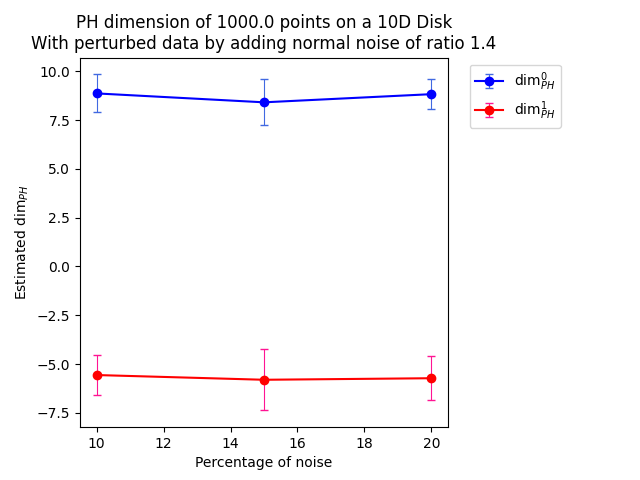 PH dimension of 1000.0 points on a 10D Disk
With perturbed data by adding normal noise of ratio 1.4
10.0
7.5
5.0
2.5
0.0
−2.5
−5.0
−7.5
Estimated dim_{PH}
10
12
14
16
18
20
Percentage of noise
dim^0_{PH}
dim^1_{PH}